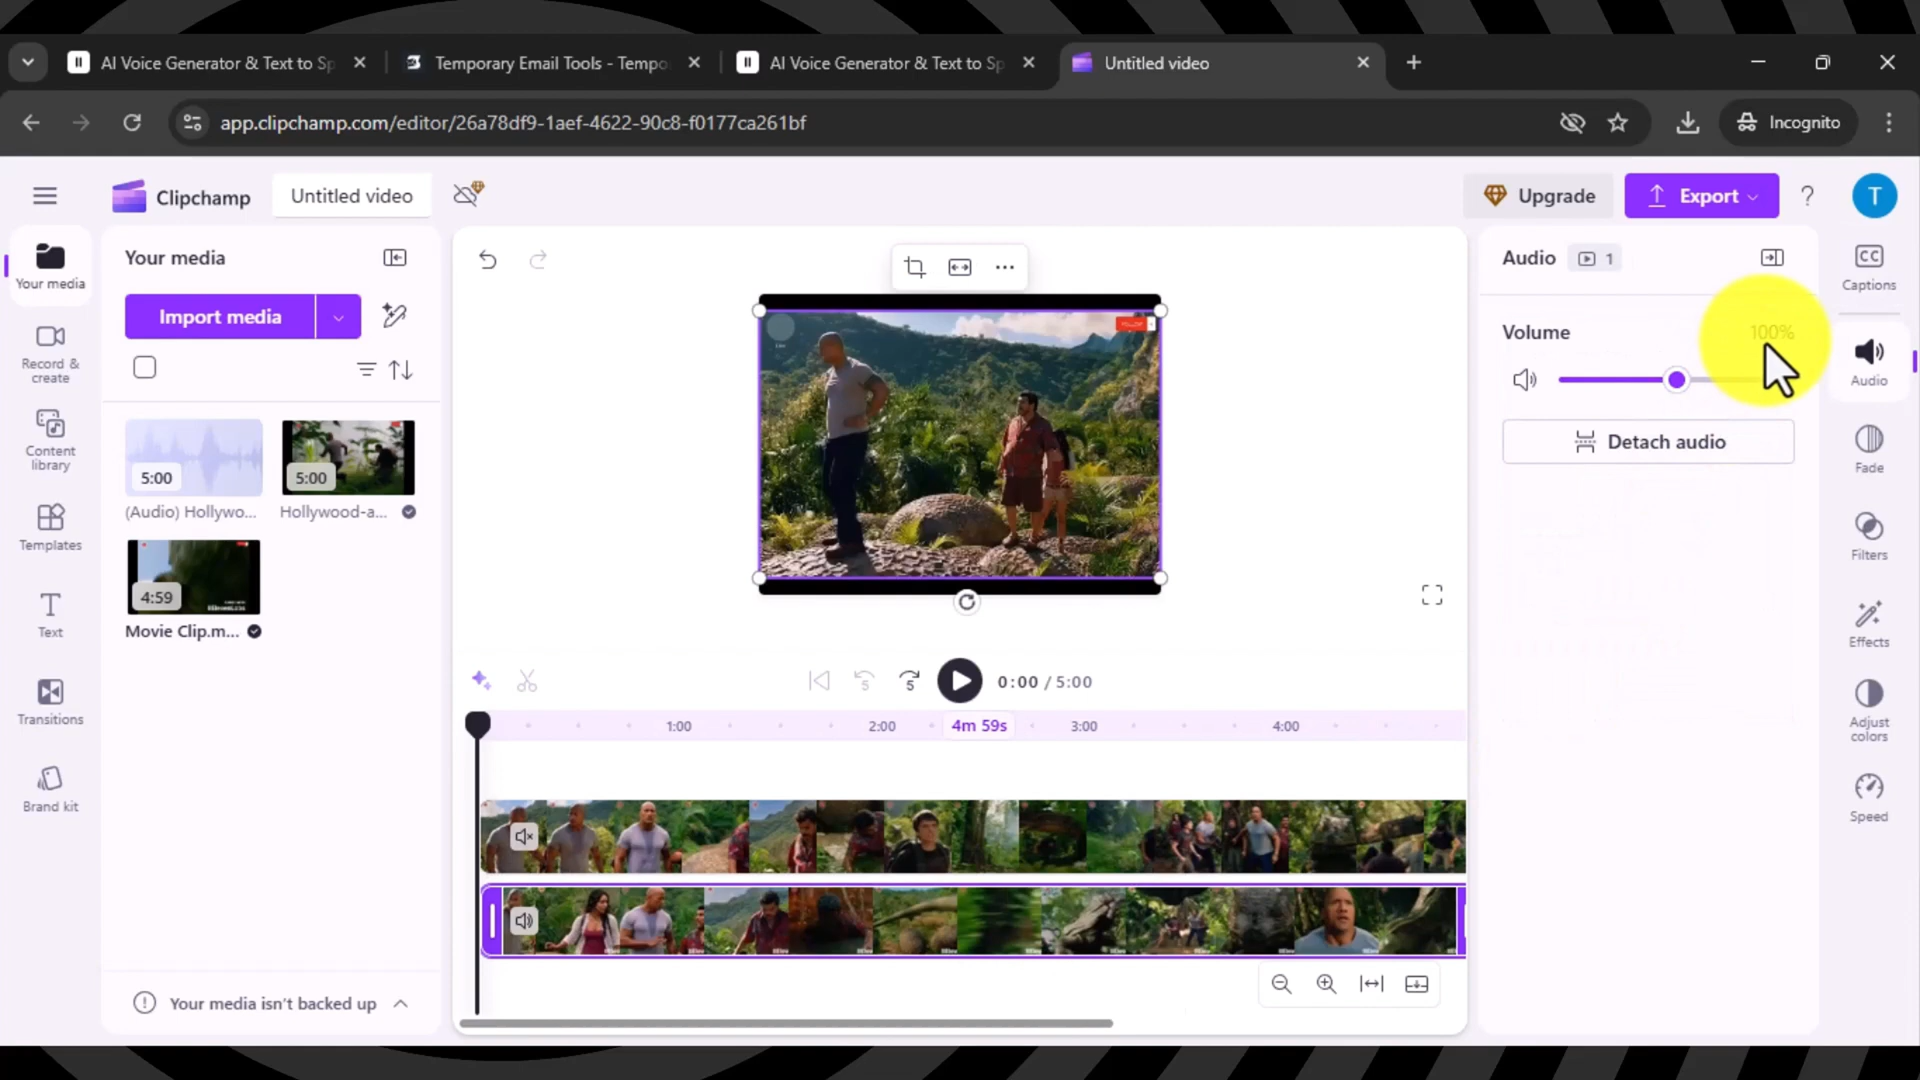 AI Voice Generator & Text to Sp
Temporary Email Tools - Tempo
AI Voice Generator & Text to Sp
Untitled video
app.clipchamp.com/editor/26a78df9-1aef-4622-90c8-f0177ca261bf
Incognito
Clipchamp
Untitled video
Upgrade
Export
?
T
Your media
Record &
create
Content
library
Templates
Text
Transitions
Brand kit
Your media
Import media
5:00
(Audio) Hollywo...
5:00
Hollywood-a...
4:59
Movie Clip.m...
Your media isn't backed up
5
5
0:00 / 5:00
1:00
2:00
4m 59s
3:00
4:00
Audio
1
Volume
100%
Detach audio
CC
Captions
Audio
Fade
Filters
Effects
Adjust
colors
Speed